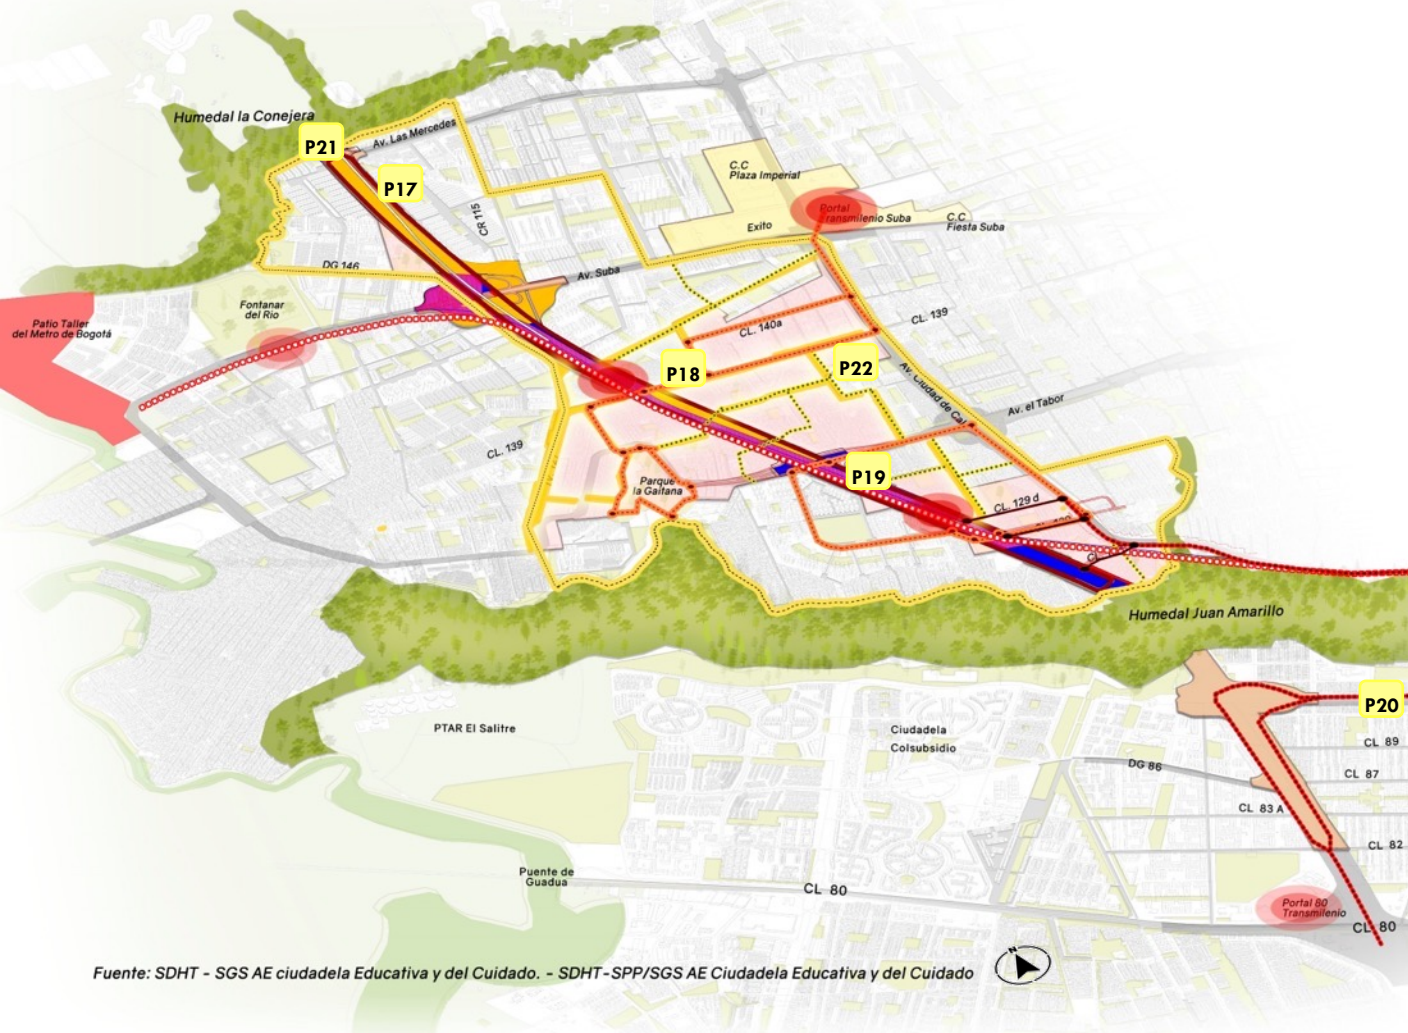 Humedal la Conejera
P21
Av. Las Mercedes
P17
CR 115
C.C
Plaza Imperial
Portal
Transmilenio Suba
C.C.
Fiesta Suba
Exito
DG 146
Av. Suba
Fontanar
del Rio
Patio Taller
del Metro de Bogotá
CL. 140a
CL. 139
P18
P22
Av. Ciudad de Cal
Av. el Tabor
CL. 139
P19
Parque
la Gaitana
CL. 129 d
Humedal Juan Amarillo
P20
PTAR El Salitre
Ciudadela
Colsubsidio
CL 89
DG 86
CL 87
CL 83 A
CL 82
Puente de
Guadua
CL 80
Portal 80
Transmilenio
CL 80
N
Fuente: SDHT - SGS AE ciudadela Educativa y del Cuidado. - SDHT-SPP/SGS AE Ciudadela Educativa y del Cuidado